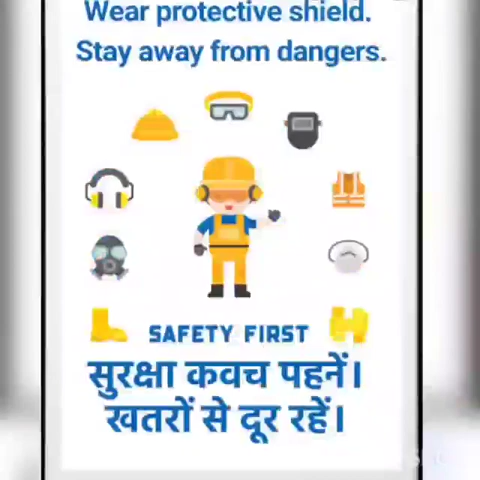 Wear protective shield.
Stay away from dangers.
SAFETY FIRST
सुरक्षा कवच पहनें।
खतरों से दूर रहें।